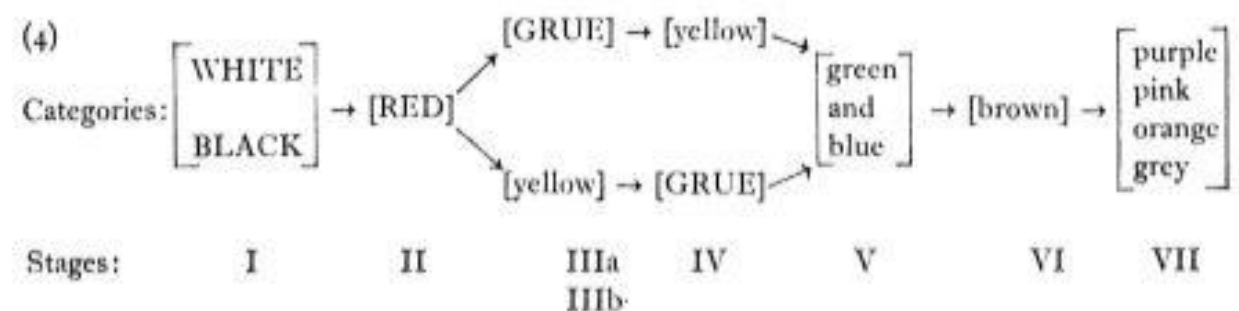 (4)
[GRUE] → [yellow]
Categories: [WHITE BLACK] → [RED] [green and blue] → [brown] → [purple pink orange grey]
[yellow] → [GRUE]
Stages: I II IIIa IV V VI VII
IIIb